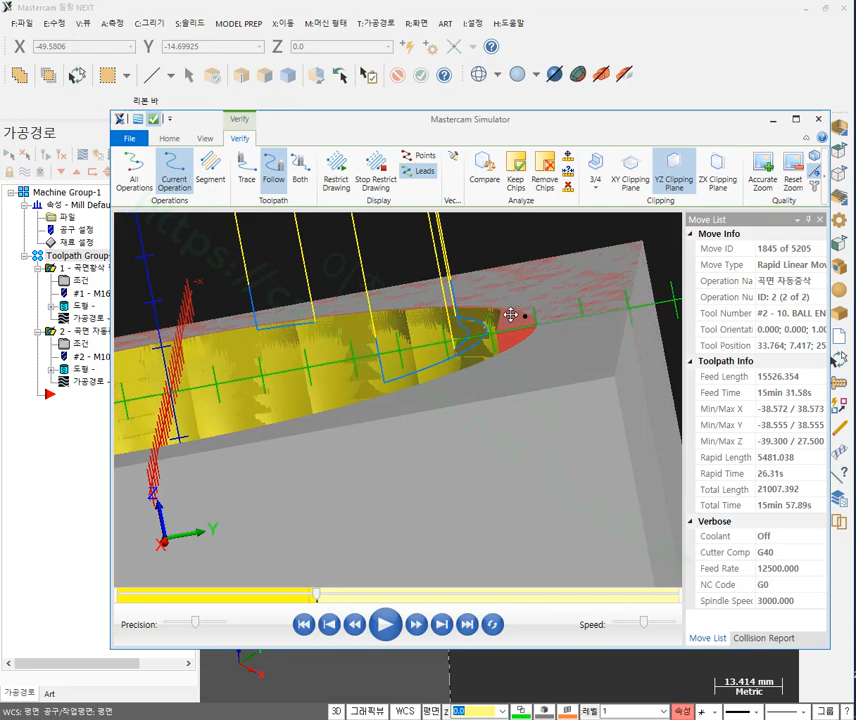 Mastercam 밀링 NEXT
F:파일 E:수정 V:뷰 A:측정 C:그리기 S:솔리드 MODEL PREP X:이동 M:머신 형태 T:가공경로 R:화면 ART I:설정 H:도움말
X -49.5806 Y -14.69925 Z 0.0
리본 바
가공경로
Machine Group-1
속성 - Mill Defau
파일
공구 설정
재료 설정
Toolpath Group-
1 - 곡면황삭
조건
#1 - M16
도형 -
가공경로
2 - 곡면 자동
조건
#2 - M10
도형 -
가공경로
Verify
Mastercam Simulator
File Home View Verify
All Operations
Current Operation
Segment
Operations
Trace Follow Both
Toolpath
Restrict Drawing
Stop Restrict Drawing
Points
Leads
Display
Vec...
Compare
Keep Chips
Remove Chips
Analyze
3/4
XY Clipping Plane
YZ Clipping Plane
ZX Clipping Plane
Clipping
Accurate Zoom
Reset Zoom
Quality
-x
Z
Y
X
Move List
Move Info
Move ID 1845 of 5205
Move Type Rapid Linear Mov
Operation Na 곡면 자동황삭
Operation Nu ID: 2 (2 of 2)
Tool Number #2 - 10. BALL EN
Tool Orientati 0.000; 0.000; 1.00
Tool Position 33.764; 7.417; 25
Toolpath Info
Feed Length 15526.354
Feed Time 15min 31.58s
Min/Max X -38.572 / 38.573
Min/Max Y -38.555 / 38.555
Min/Max Z -39.300 / 27.500
Rapid Length 5481.038
Rapid Time 26.31s
Total Length 21007.392
Total Time 15min 57.89s
Verbose
Coolant Off
Cutter Comp G40
Feed Rate 12500.000
NC Code G0
Spindle Speed 3000.000
Precision:
Speed:
Move List Collision Report
13.414 mm
Metric
가공경로 Art
WCS: 평면 공구/작업평면: 평면
3D 그래픽뷰 WCS 평면 Z 0.0 레벨 1 속성 그룹 ?